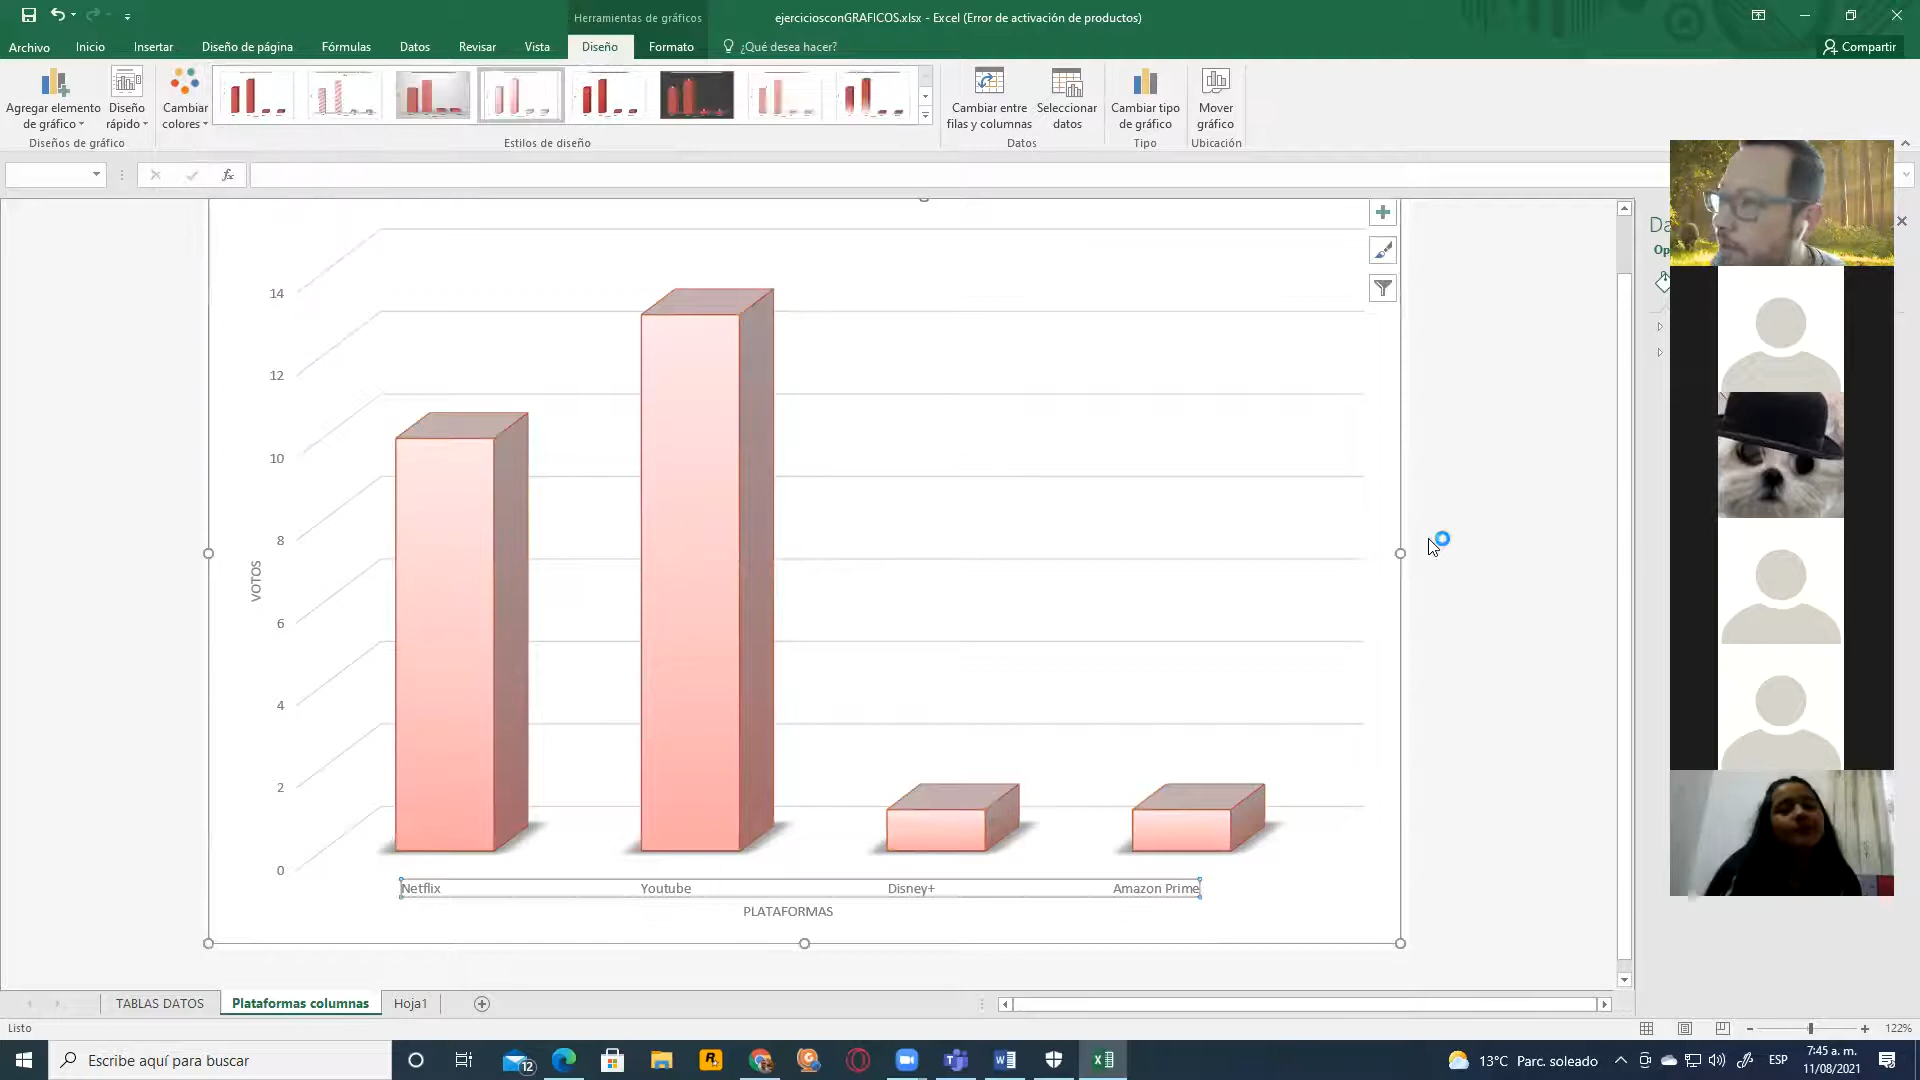 Herramientas de gráficos
ejerciciosconGRAFICOS.xlsx - Excel (Error de activación de productos)
Archivo Inicio Insertar Diseño de página Fórmulas Datos Revisar Vista Diseño Formato ¿Qué desea hacer? Compartir
Agregar elemento de gráfico
Diseño rápido
Cambiar colores
Cambiar entre filas y columnas
Seleccionar datos
Cambiar tipo de gráfico
Mover gráfico
Diseños de gráfico Estilos de diseño Datos Tipo Ubicación
fx
14
12
10
8
6
4
2
0
VOTOS
Netflix Youtube Disney+ Amazon Prime
PLATAFORMAS
TABLAS DATOS Plataformas columnas Hoja1
Listo
122%
Escribe aquí para buscar
12
13°C Parc. soleado
ESP
7:45 a. m.
11/08/2021